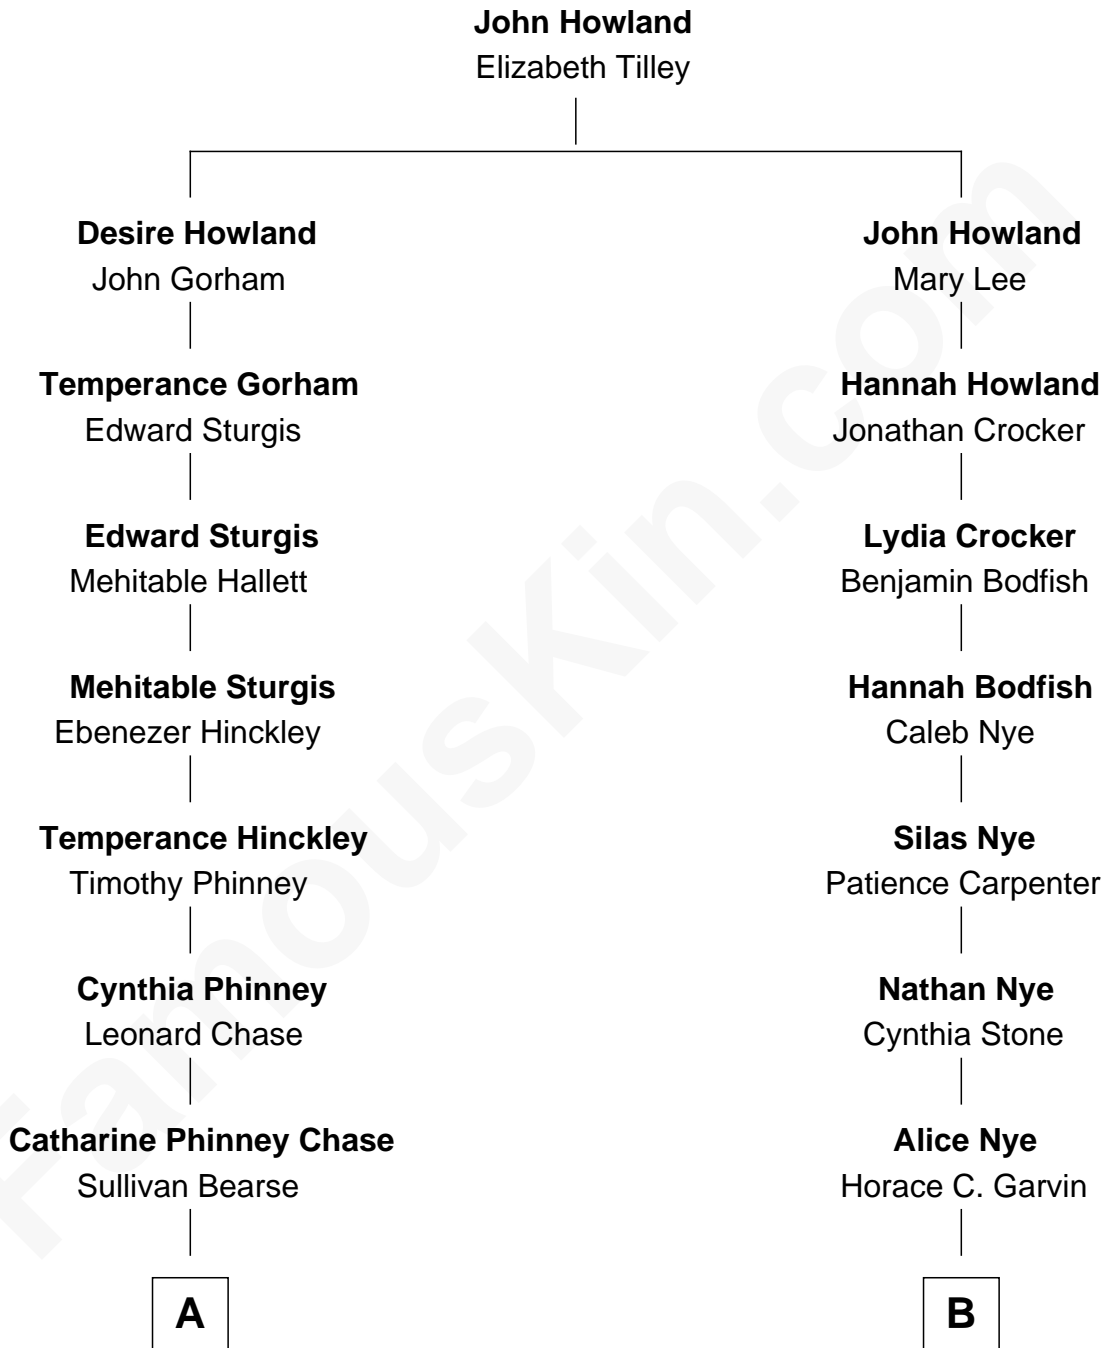 John Howland
Elizabeth Tilley
Desire Howland
John Gorham
John Howland
Mary Lee
Temperance Gorham
Edward Sturgis
Hannah Howland
Jonathan Crocker
Edward Sturgis
Mehitable Hallett
Lydia Crocker
Benjamin Bodfish
Mehitable Sturgis
Ebenezer Hinckley
Hannah Bodfish
Caleb Nye
Temperance Hinckley
Timothy Phinney
Silas Nye
Patience Carpenter
Cynthia Phinney
Leonard Chase
Nathan Nye
Cynthia Stone
Catharine Phinney Chase
Sullivan Bearse
Alice Nye
Horace C. Garvin
A
B
FamousKin.com